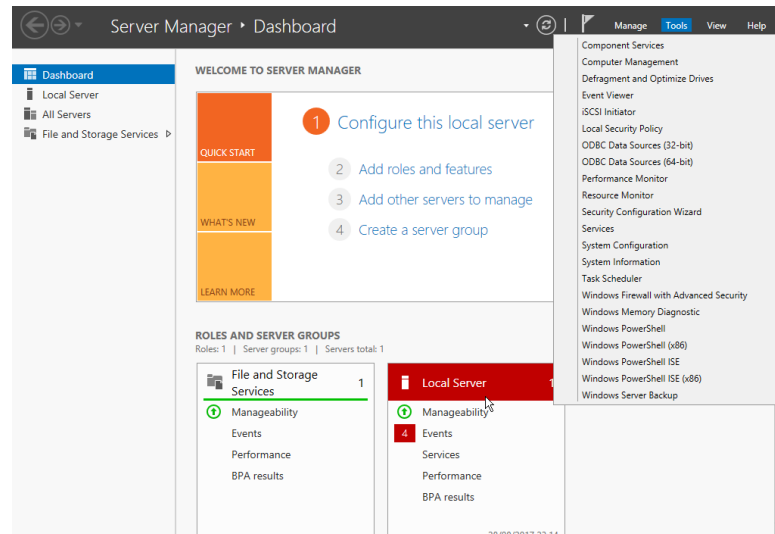 Server Manager • Dashboard
Manage Tools View Help
Dashboard
Local Server
All Servers
File and Storage Services
WELCOME TO SERVER MANAGER
QUICK START
WHAT'S NEW
LEARN MORE
1 Configure this local server
2 Add roles and features
3 Add other servers to manage
4 Create a server group
ROLES AND SERVER GROUPS
Roles: 1 | Server groups: 1 | Servers total: 1
File and Storage
Services
1
Manageability
Events
Performance
BPA results
Local Server 1
Manageability
4 Events
Services
Performance
BPA results
Component Services
Computer Management
Defragment and Optimize Drives
Event Viewer
iSCSI Initiator
Local Security Policy
ODBC Data Sources (32-bit)
ODBC Data Sources (64-bit)
Performance Monitor
Resource Monitor
Security Configuration Wizard
Services
System Configuration
System Information
Task Scheduler
Windows Firewall with Advanced Security
Windows Memory Diagnostic
Windows PowerShell
Windows PowerShell (x86)
Windows PowerShell ISE
Windows PowerShell ISE (x86)
Windows Server Backup